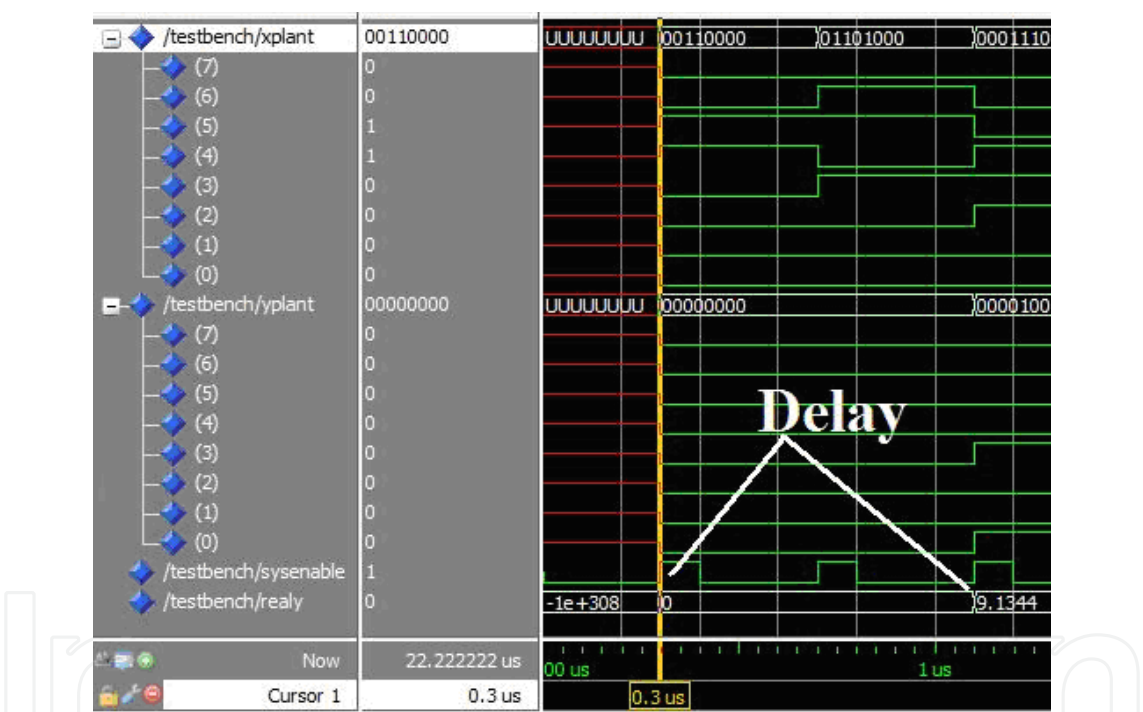 /testbench/xplant 00110000 UUUUUUUU 00110000 01101000 0001110
(7) 0
(6) 0
(5) 1
(4) 1
(3) 0
(2) 0
(1) 0
(0) 0
/testbench/yplant 00000000 UUUUUUUU 00000000 0000100
(7) 0
(6) 0
(5) 0
(4) 0
(3) 0
(2) 0
(1) 0
(0) 0
Delay
/testbench/sysenable 1
/testbench/realy 0 -1e+308 0 9.1344
Now 22.222222 us 00 us 1 us
Cursor 1 0.3 us 0.3 us